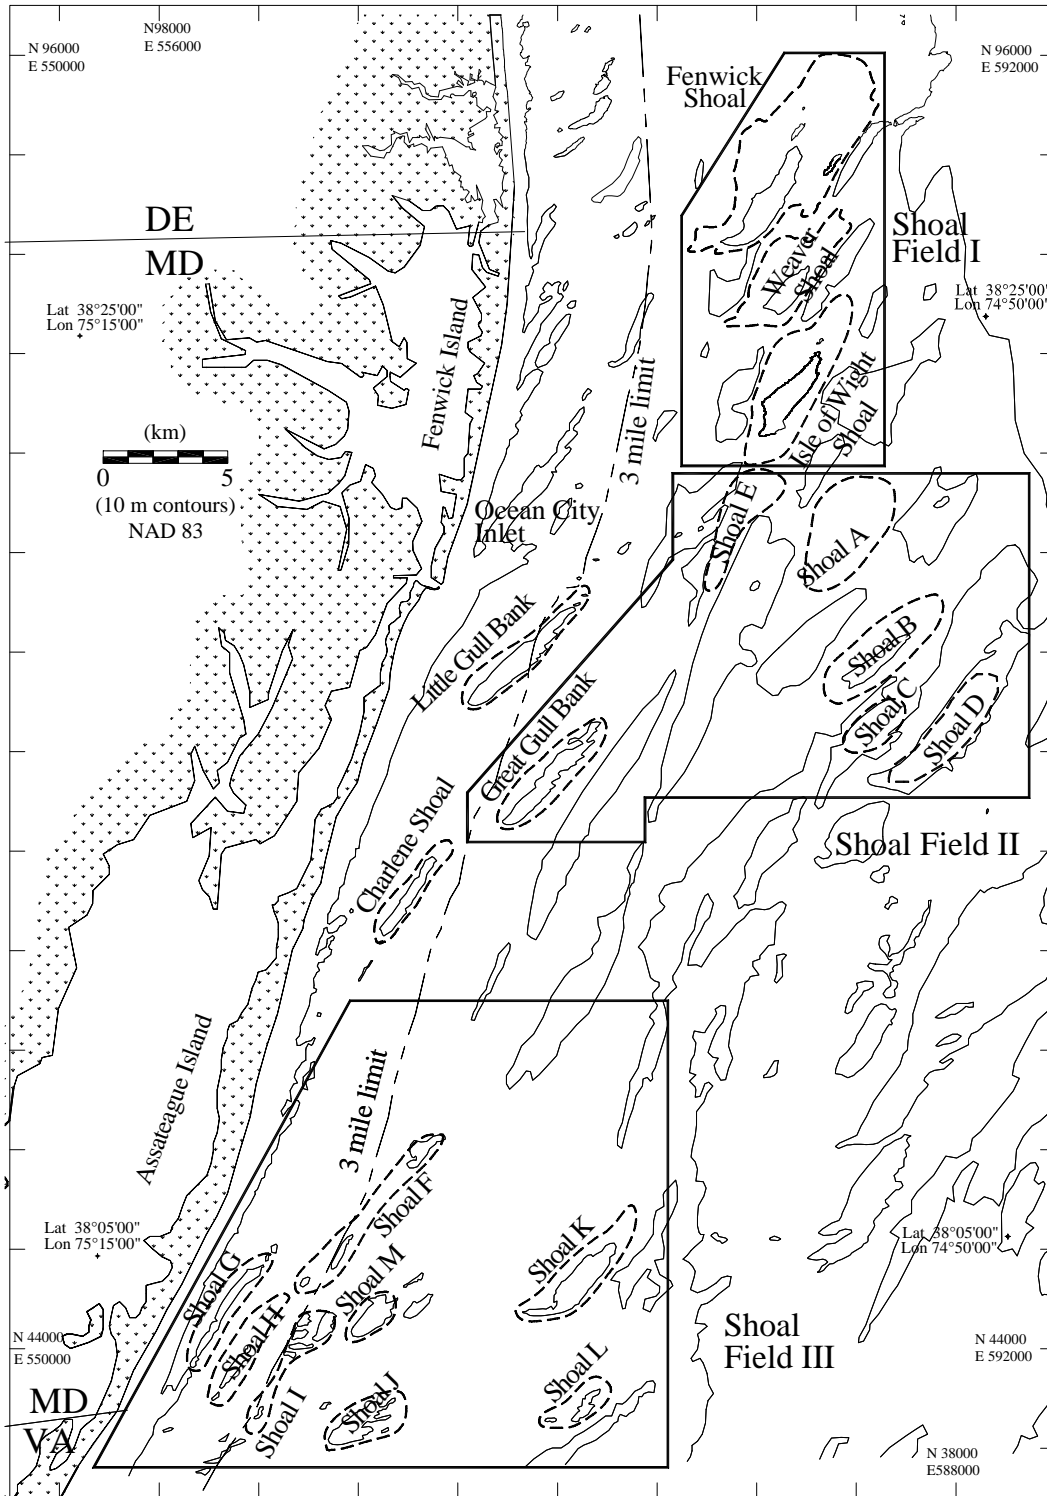 N98000
E 556000
N 96000
E 550000
N 96000
E 592000
Fenwick
Shoal
DE
MD
Shoal
Field I
Weaver
Shoal
Lat 38°25'00"
Lon 75°15'00"
Lat 38°25'00"
Lon 74°50'00"
Fenwick Island
3 mile limit
Isle of Wight
Shoal
(km)
0 5
(10 m contours)
NAD 83
Ocean City
Inlet
Shoal E
Shoal A
Little Gull Bank
Shoal B
Shoal C
Shoal D
Great Gull Bank
Charlene Shoal
Shoal Field II
Assateague Island
3 mile limit
Shoal F
Lat 38°05'00"
Lon 75°15'00"
Lat 38°05'00"
Lon 74°50'00"
Shoal K
Shoal G
Shoal M
Shoal H
N 44000
E 550000
Shoal
Field III
N 44000
E 592000
Shoal L
Shoal J
Shoal I
MD
VA
N 38000
E588000